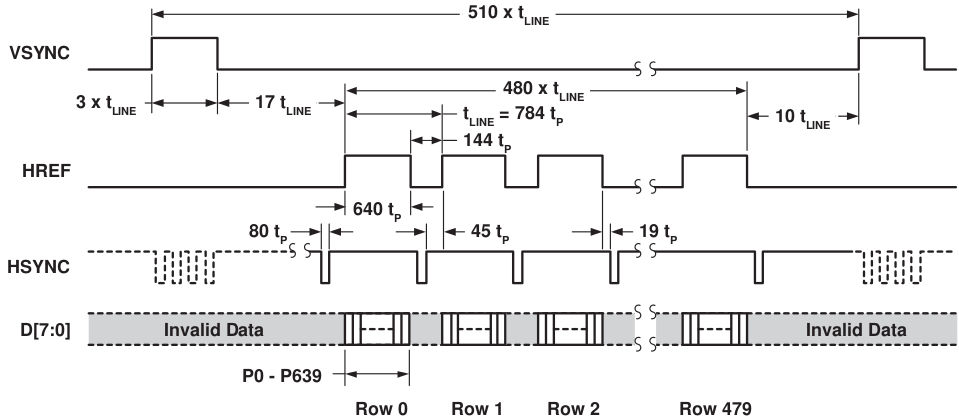 510 x tLINE
VSYNC
3 x tLINE
17 tLINE
480 x tLINE
tLINE = 784 tP
10 tLINE
144 tP
HREF
640 tP
80 tP
45 tP
19 tP
HSYNC
D[7:0]
Invalid Data
Invalid Data
P0 - P639
Row 0
Row 1
Row 2
Row 479